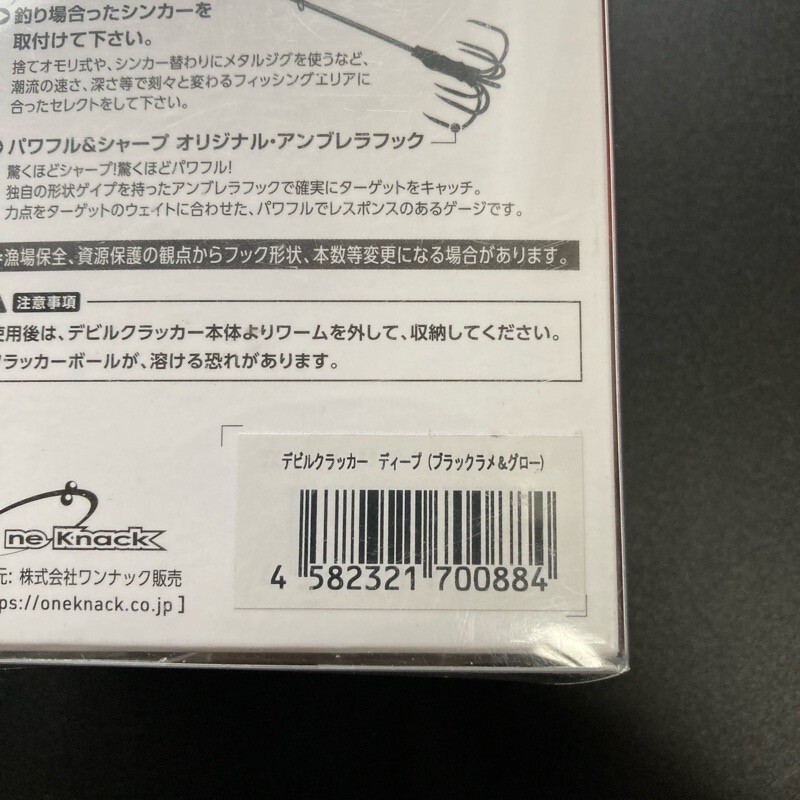 釣り場合ったシンカーを
取付けて下さい。
捨てオモリ式や、シンカー替わりにメタルジグを使うなど、
潮流の速さ、深さ等で刻々と変わるフィッシングエリアに
合ったセレクトをして下さい。
パワフル&シャープ オリジナル・アンブレラフック
驚くほどシャープ!驚くほどパワフル!
独自の形状ゲイプを持ったアンブレラフックで確実にターゲットをキャッチ。
力点をターゲットのウェイトに合わせた、パワフルでレスポンスのあるゲージです。
※漁場保全、資源保護の観点からフック形状、本数等変更になる場合があります。
注意事項
使用後は、デビルクラッカー本体よりワームを外して、収納してください。
クラッカーボールが、溶ける恐れがあります。
デビルクラッカー ディープ (ブラックラメ&グロー)
4 582321 700884
ne Knack
元: 株式会社ワンナック販売
ps://oneknack.co.jp ]